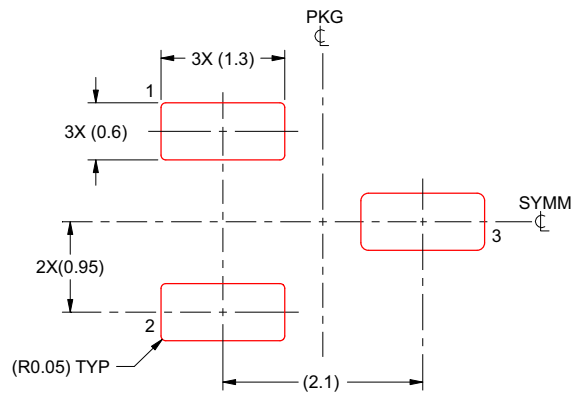 PKG
℄
3X (1.3)
1
3X (0.6)
SYMM
℄
3
2X(0.95)
2
(R0.05) TYP
(2.1)